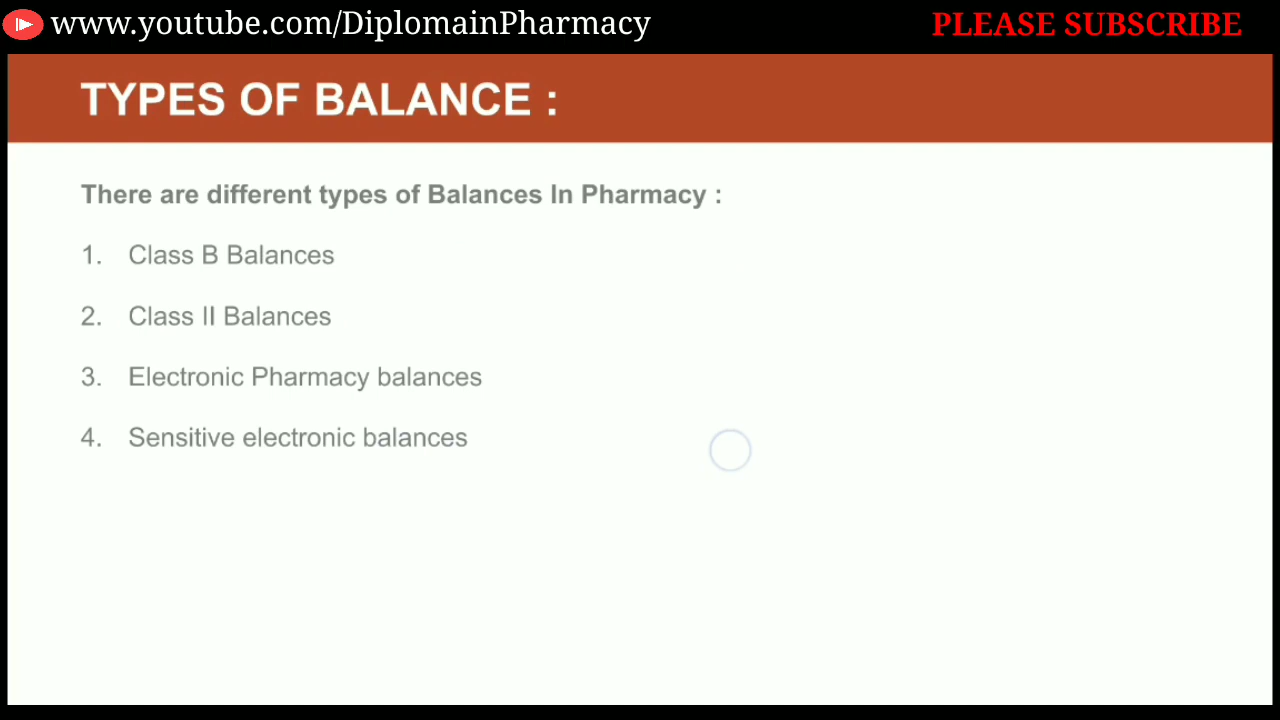 www.youtube.com/DiplomainPharmacy
PLEASE SUBSCRIBE
TYPES OF BALANCE :
There are different types of Balances In Pharmacy :
1. Class B Balances
2. Class II Balances
3. Electronic Pharmacy balances
4. Sensitive electronic balances